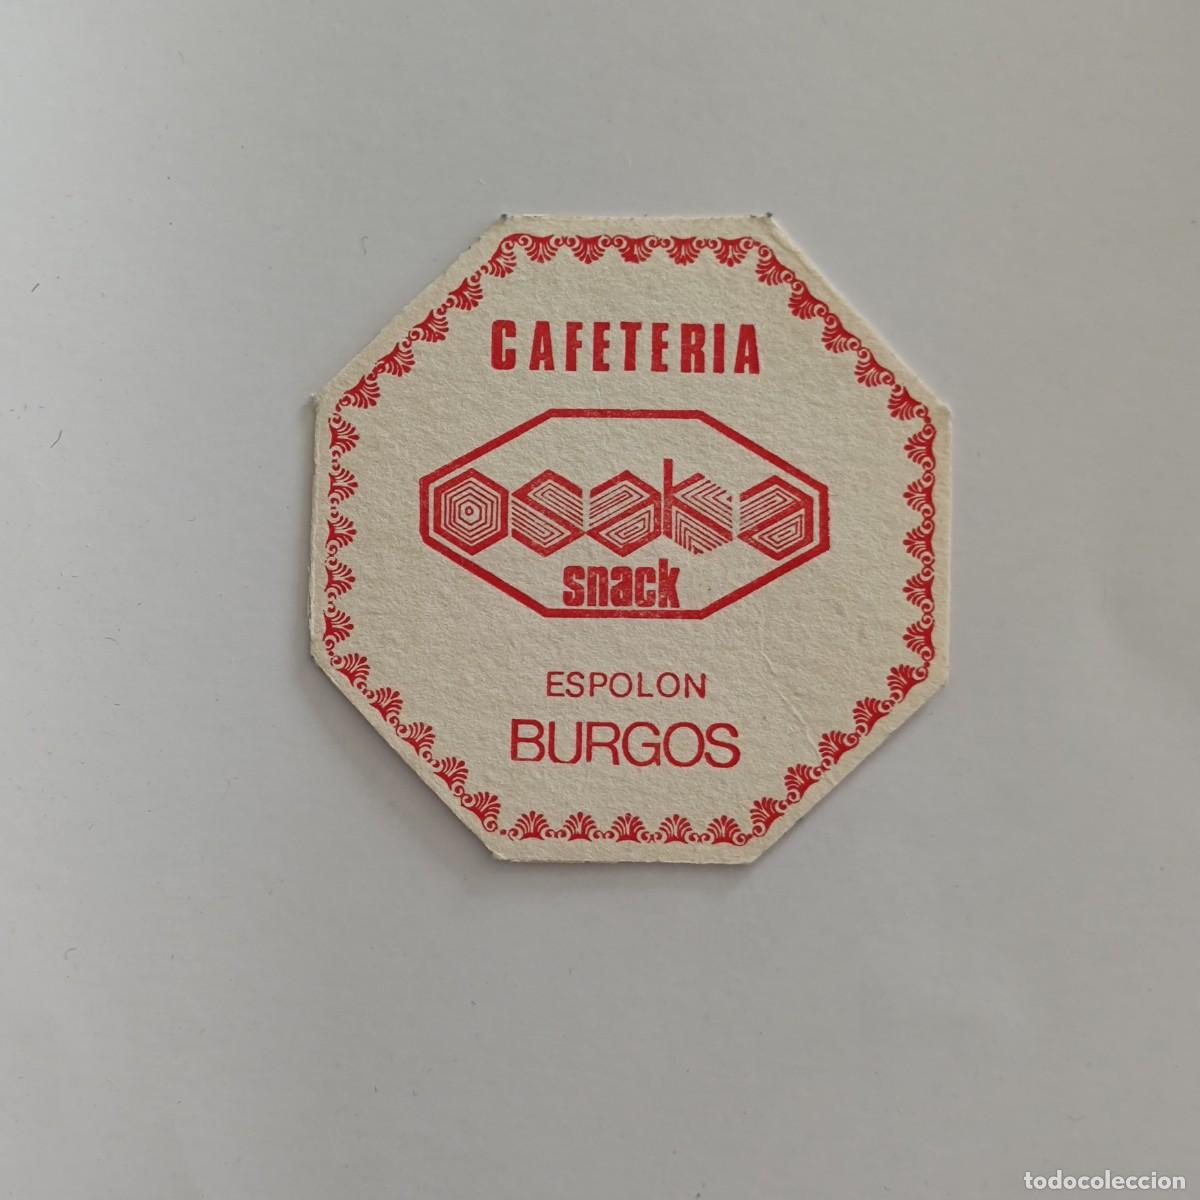 CAFETERIA
osaka
snack
ESPOLON
BURGOS
todocoleccion